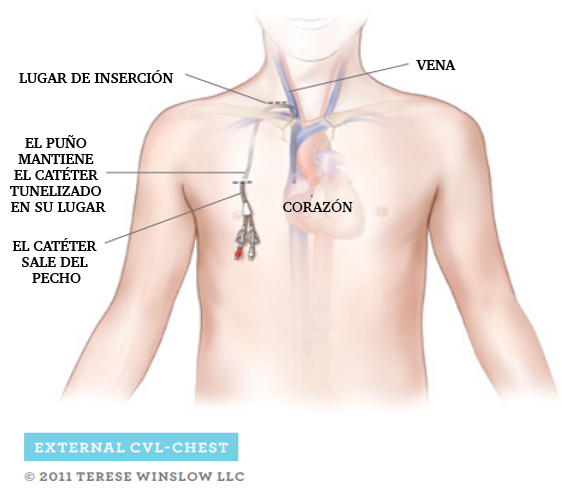 VENA
LUGAR DE INSERCIÓN
EL PUÑO
MANTIENE
EL CATÉTER
TUNELIZADO
EN SU LUGAR
CORAZÓN
EL CATÉTER
SALE DEL
PECHO
EXTERNAL CVL-CHEST
© 2011 TERESE WINSLOW LLC